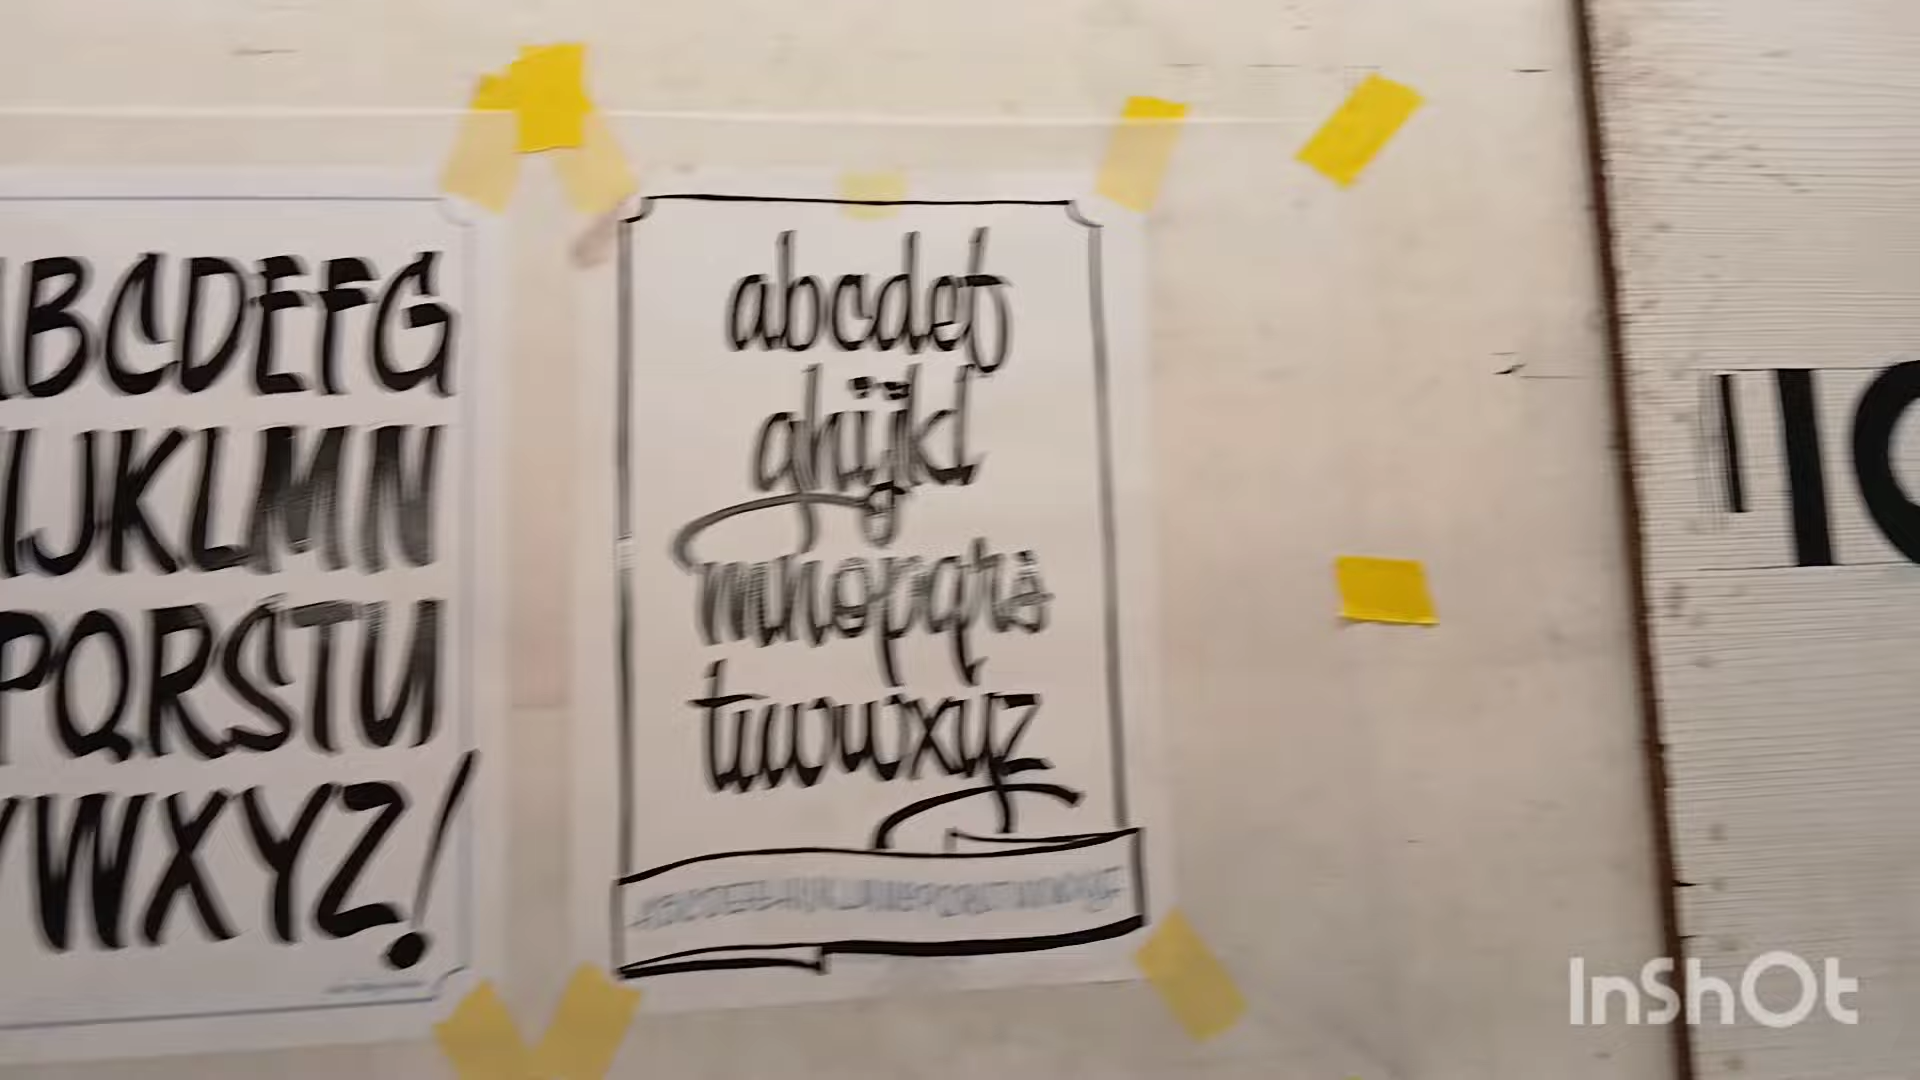 ABCDEFG
IJKLMN
PQRSTU
VWXYZ!
abcdef
ghijkl
mnopqrs
tuvwxyz
InShOt